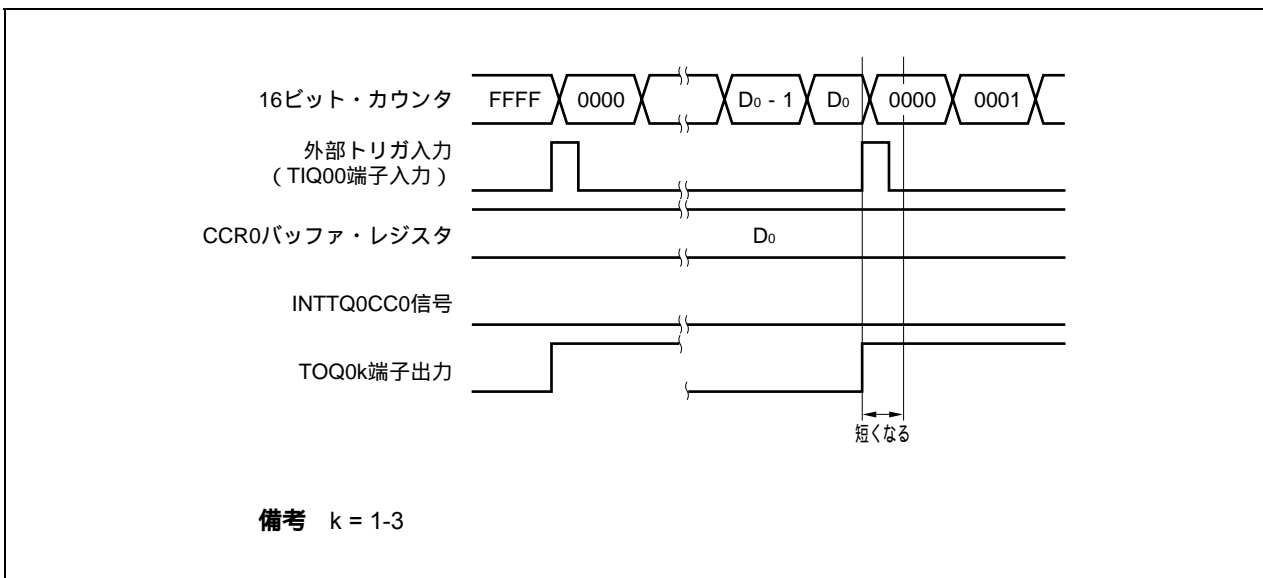 16ビット・カウンタ FFFF 0000 D0 - 1 D0 0000 0001
外部トリガ入力
（TIQ00端子入力）
CCR0バッファ・レジスタ D0
INTTQ0CC0信号
TOQ0k端子出力
短くなる
備考 k = 1-3